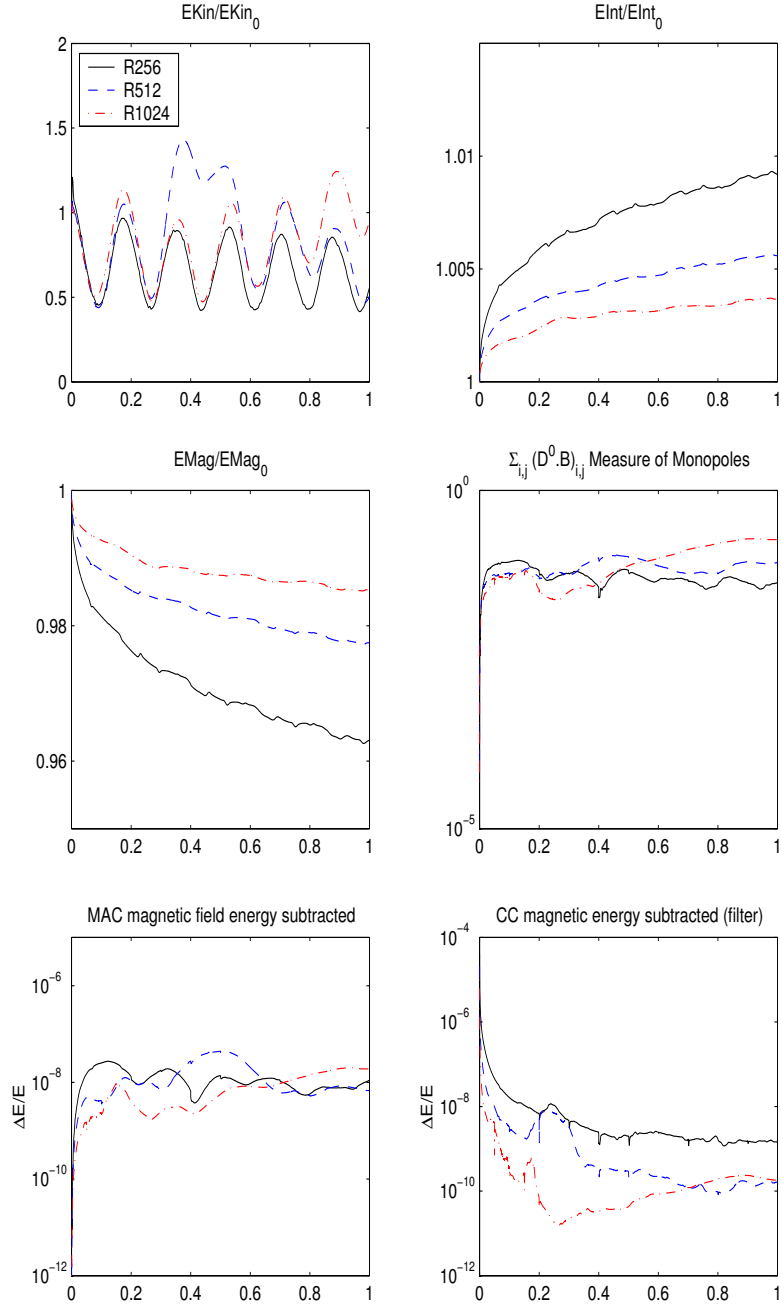 EKin/EKin₀
2
1.5
1
0.5
0
R256
R512
R1024
0 0.2 0.4 0.6 0.8 1
EInt/EInt₀
1.01
1.005
1
0 0.2 0.4 0.6 0.8 1
EMag/EMag₀
1
0.98
0.96
0 0.2 0.4 0.6 0.8 1
Σᵢ,ⱼ (D⁰.B)ᵢ,ⱼ Measure of Monopoles
10⁰
10⁻⁵
0 0.2 0.4 0.6 0.8 1
MAC magnetic field energy subtracted
ΔE/E
10⁻⁶
10⁻⁸
10⁻¹⁰
10⁻¹²
0 0.2 0.4 0.6 0.8 1
CC magnetic energy subtracted (filter)
ΔE/E
10⁻⁴
10⁻⁶
10⁻⁸
10⁻¹⁰
10⁻¹²
0 0.2 0.4 0.6 0.8 1